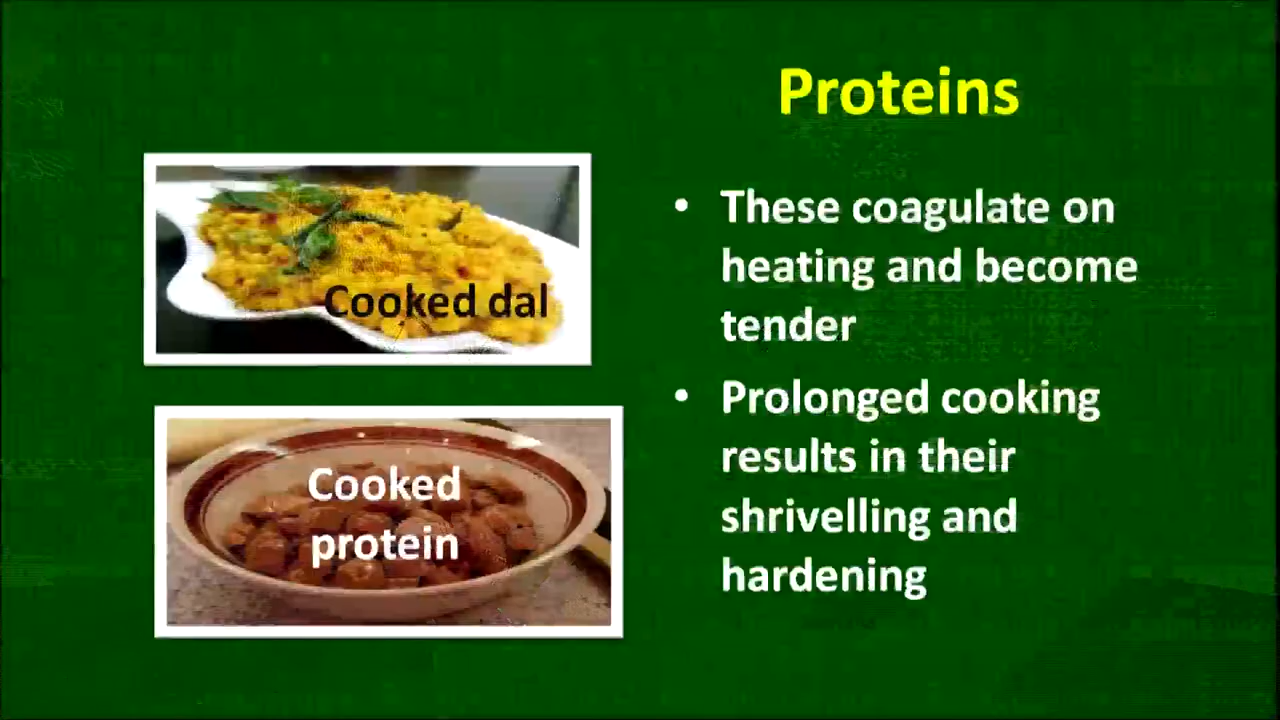 Proteins
Cooked dal
Cooked
protein
• These coagulate on
heating and become
tender
• Prolonged cooking
results in their
shrivelling and
hardening